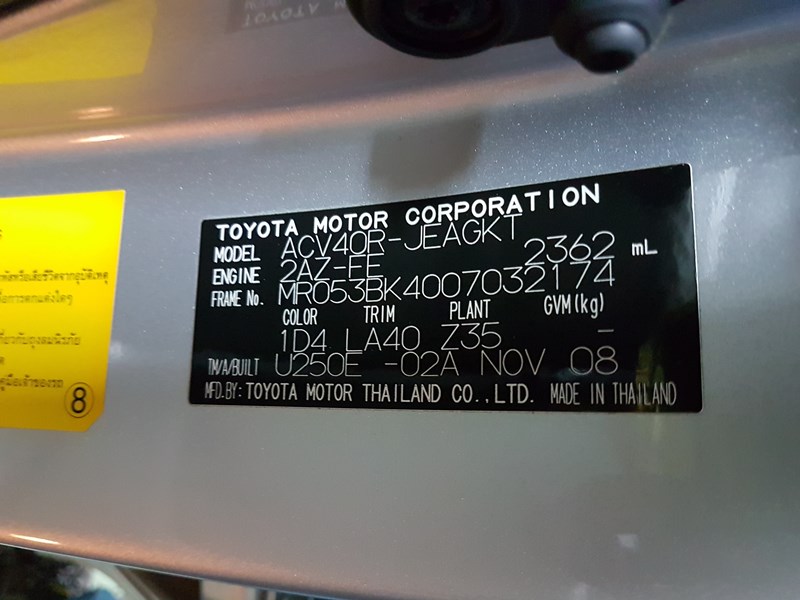 TOYOTA MOTOR CORPORATION
MODEL ACV40R-JEAGKT
ENGINE 2AZ-FE 2362 mL
FRAME No. MR053BK4007032174
COLOR TRIM PLANT GVM(kg)
1D4 LA40 Z35 -
TM/A/BUILT U250E -02A NOV 08
MFD.BY: TOYOTA MOTOR THAILAND CO.,LTD. MADE IN THAILAND
8